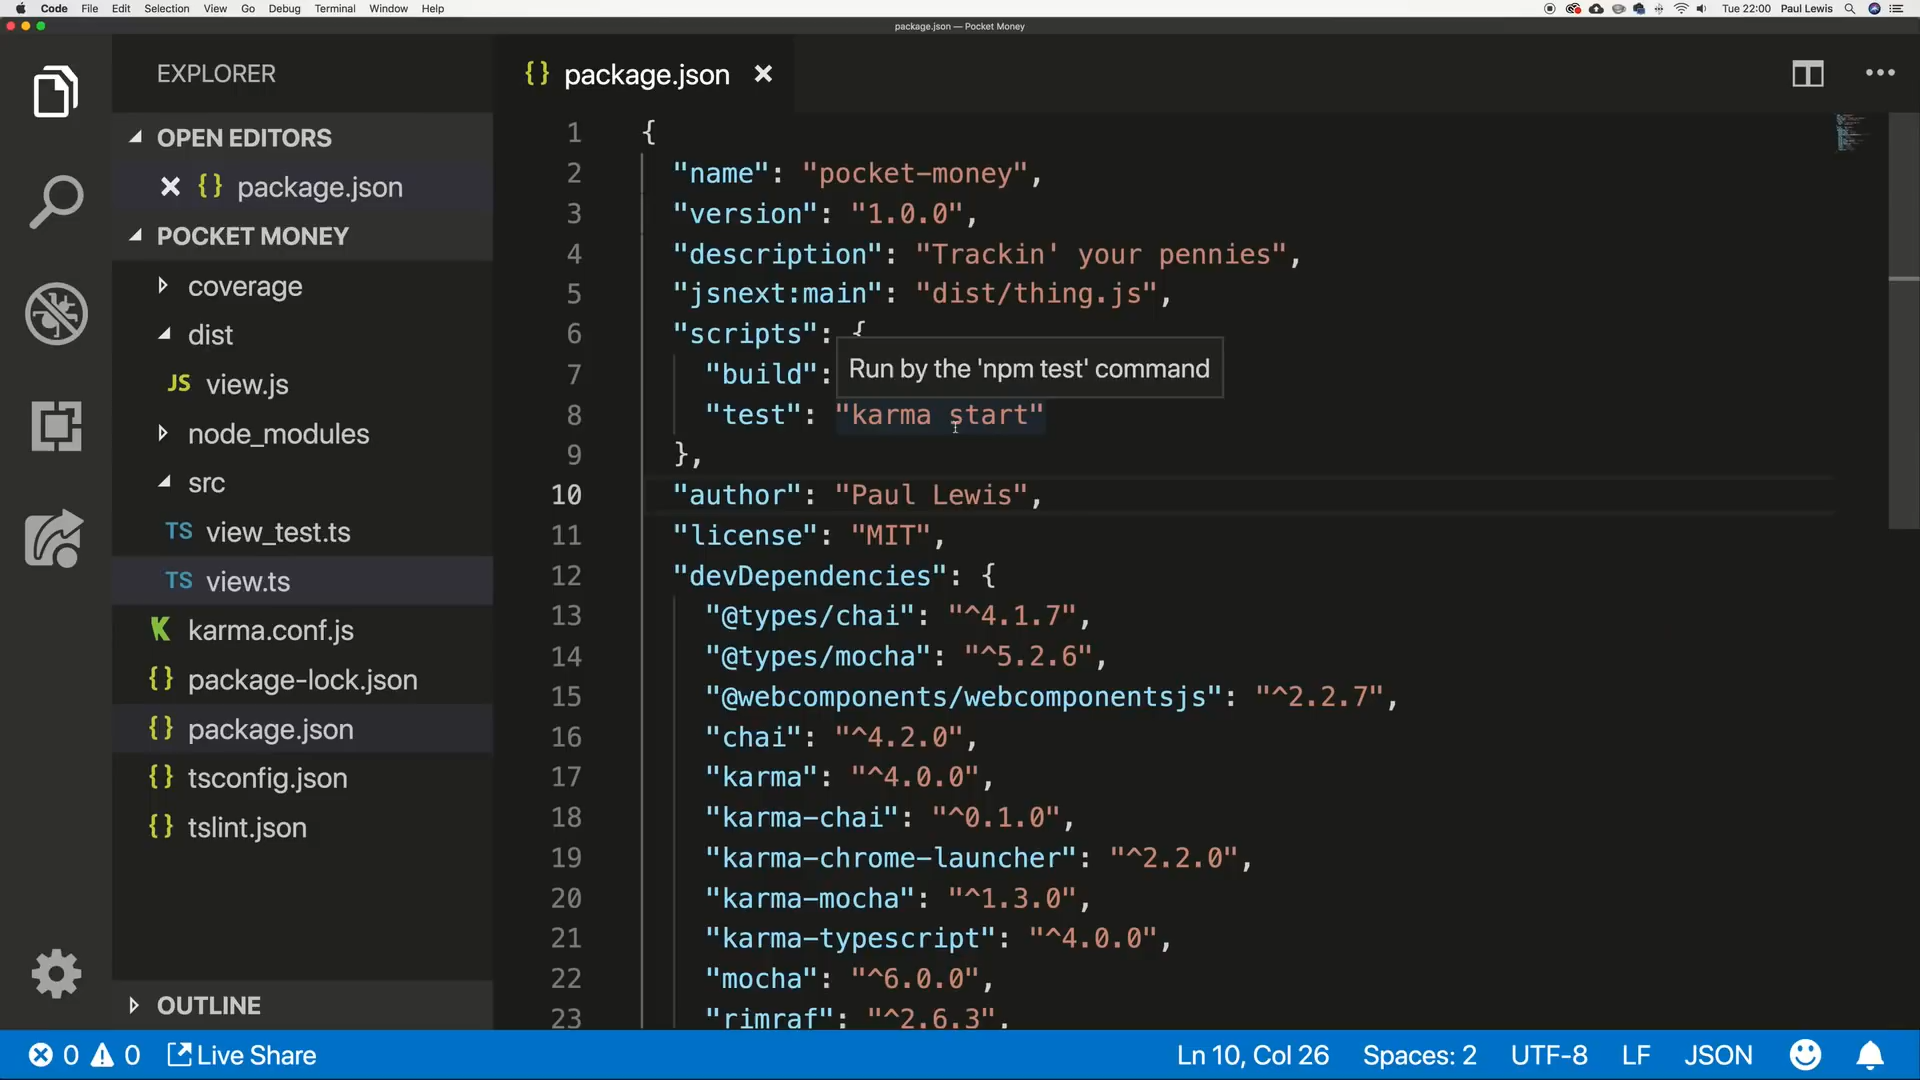 Code File Edit Selection View Go Debug Terminal Window Help Tue 22:00 Paul Lewis
package.json — Pocket Money
EXPLORER
OPEN EDITORS
{} package.json
POCKET MONEY
coverage
dist
JS view.js
node_modules
src
TS view_test.ts
TS view.ts
K karma.conf.js
{} package-lock.json
{} package.json
{} tsconfig.json
{} tslint.json
OUTLINE
{} package.json
1 {
2 "name": "pocket-money",
3 "version": "1.0.0",
4 "description": "Trackin' your pennies",
5 "jsnext:main": "dist/thing.js",
6 "scripts": {
7 "build":
Run by the 'npm test' command
8 "test": "karma start"
9 },
10 "author": "Paul Lewis",
11 "license": "MIT",
12 "devDependencies": {
13 "@types/chai": "^4.1.7",
14 "@types/mocha": "^5.2.6",
15 "@webcomponents/webcomponentsjs": "^2.2.7",
16 "chai": "^4.2.0",
17 "karma": "^4.0.0",
18 "karma-chai": "^0.1.0",
19 "karma-chrome-launcher": "^2.2.0",
20 "karma-mocha": "^1.3.0",
21 "karma-typescript": "^4.0.0",
22 "mocha": "^6.0.0",
23 "rimraf": "^2.6.3",
0 0 Live Share Ln 10, Col 26 Spaces: 2 UTF-8 LF JSON